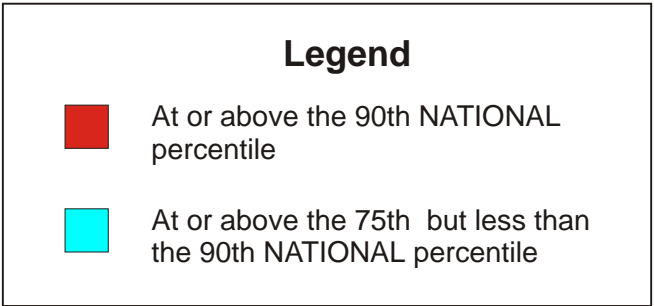 Legend
At or above the 90th NATIONAL
percentile
At or above the 75th  but less than
the 90th NATIONAL percentile